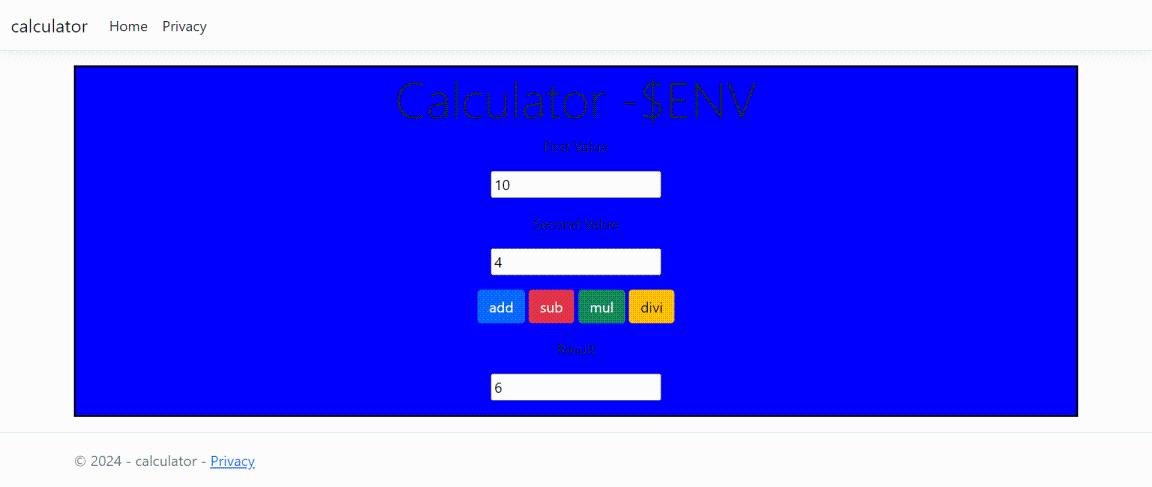 calculator Home Privacy
Calculator -$ENV
First Value
10
Second Value
4
add sub mul divi
Result
6
© 2024 - calculator - Privacy